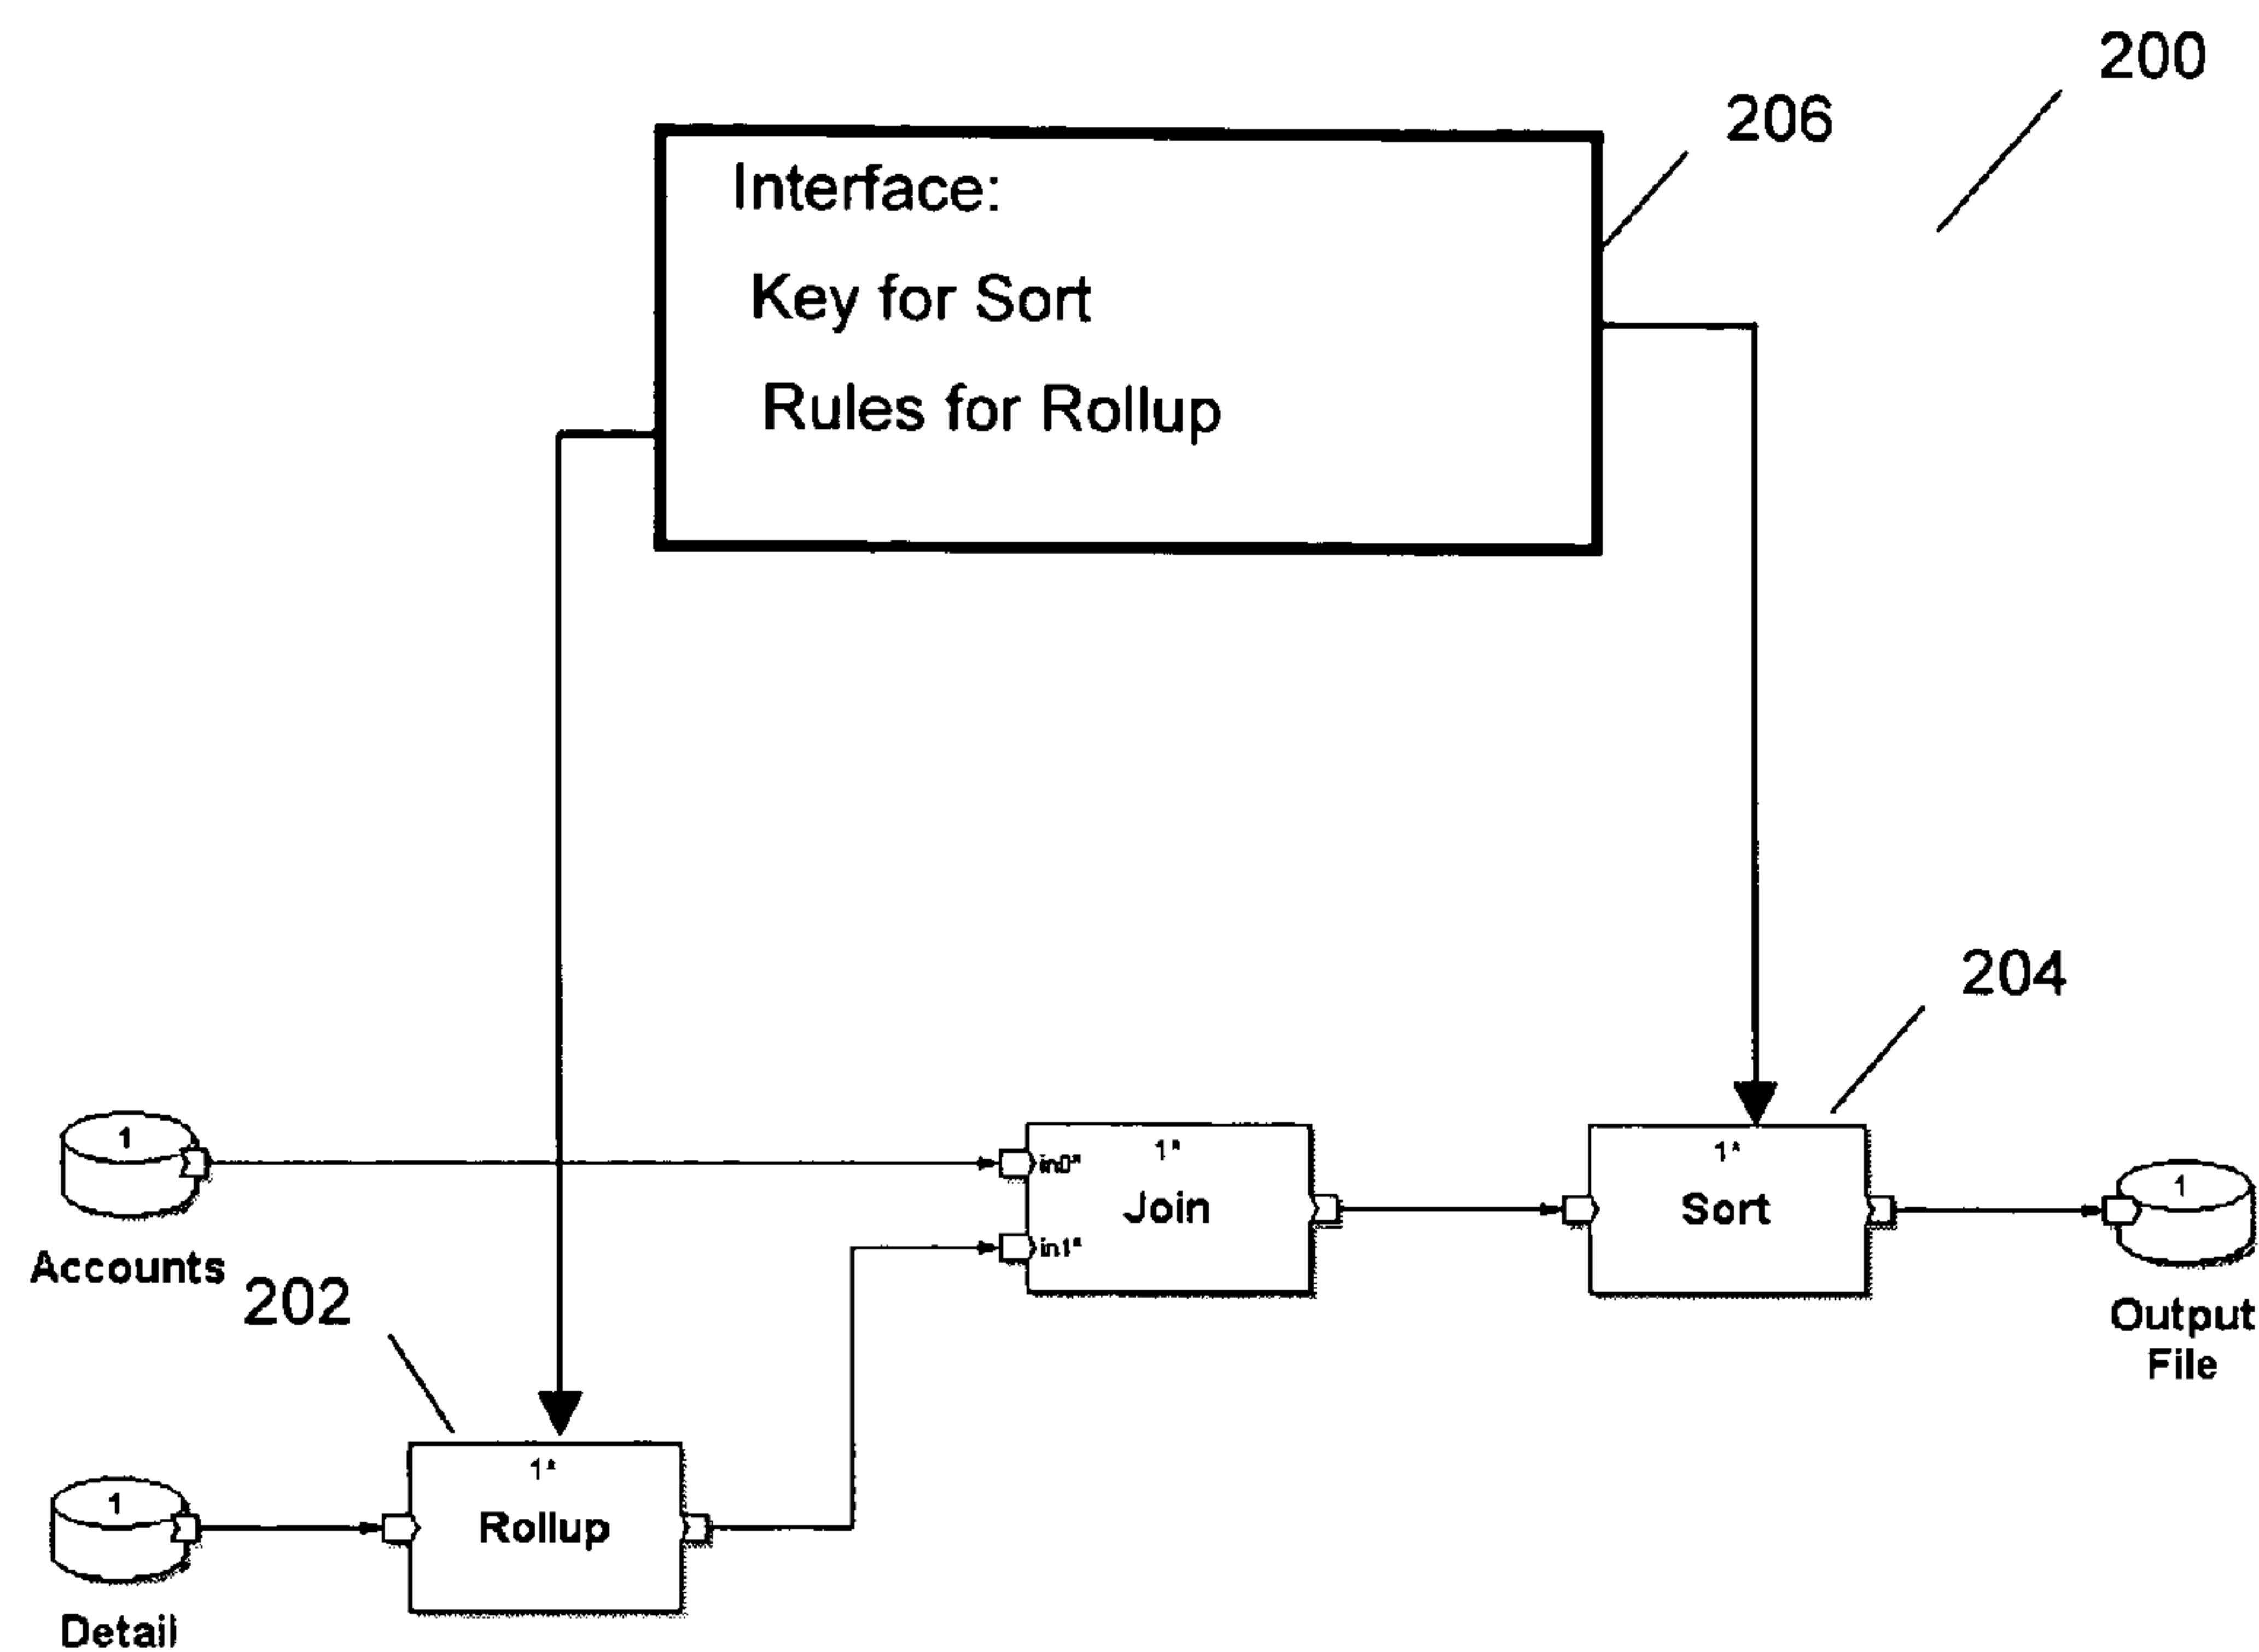 200
206
Interface:
Key for Sort
Rules for Rollup
204
1
Accounts
in0*
in1*
1*
Join
1*
Sort
1
Output
File
202
1
Detail
1*
Rollup